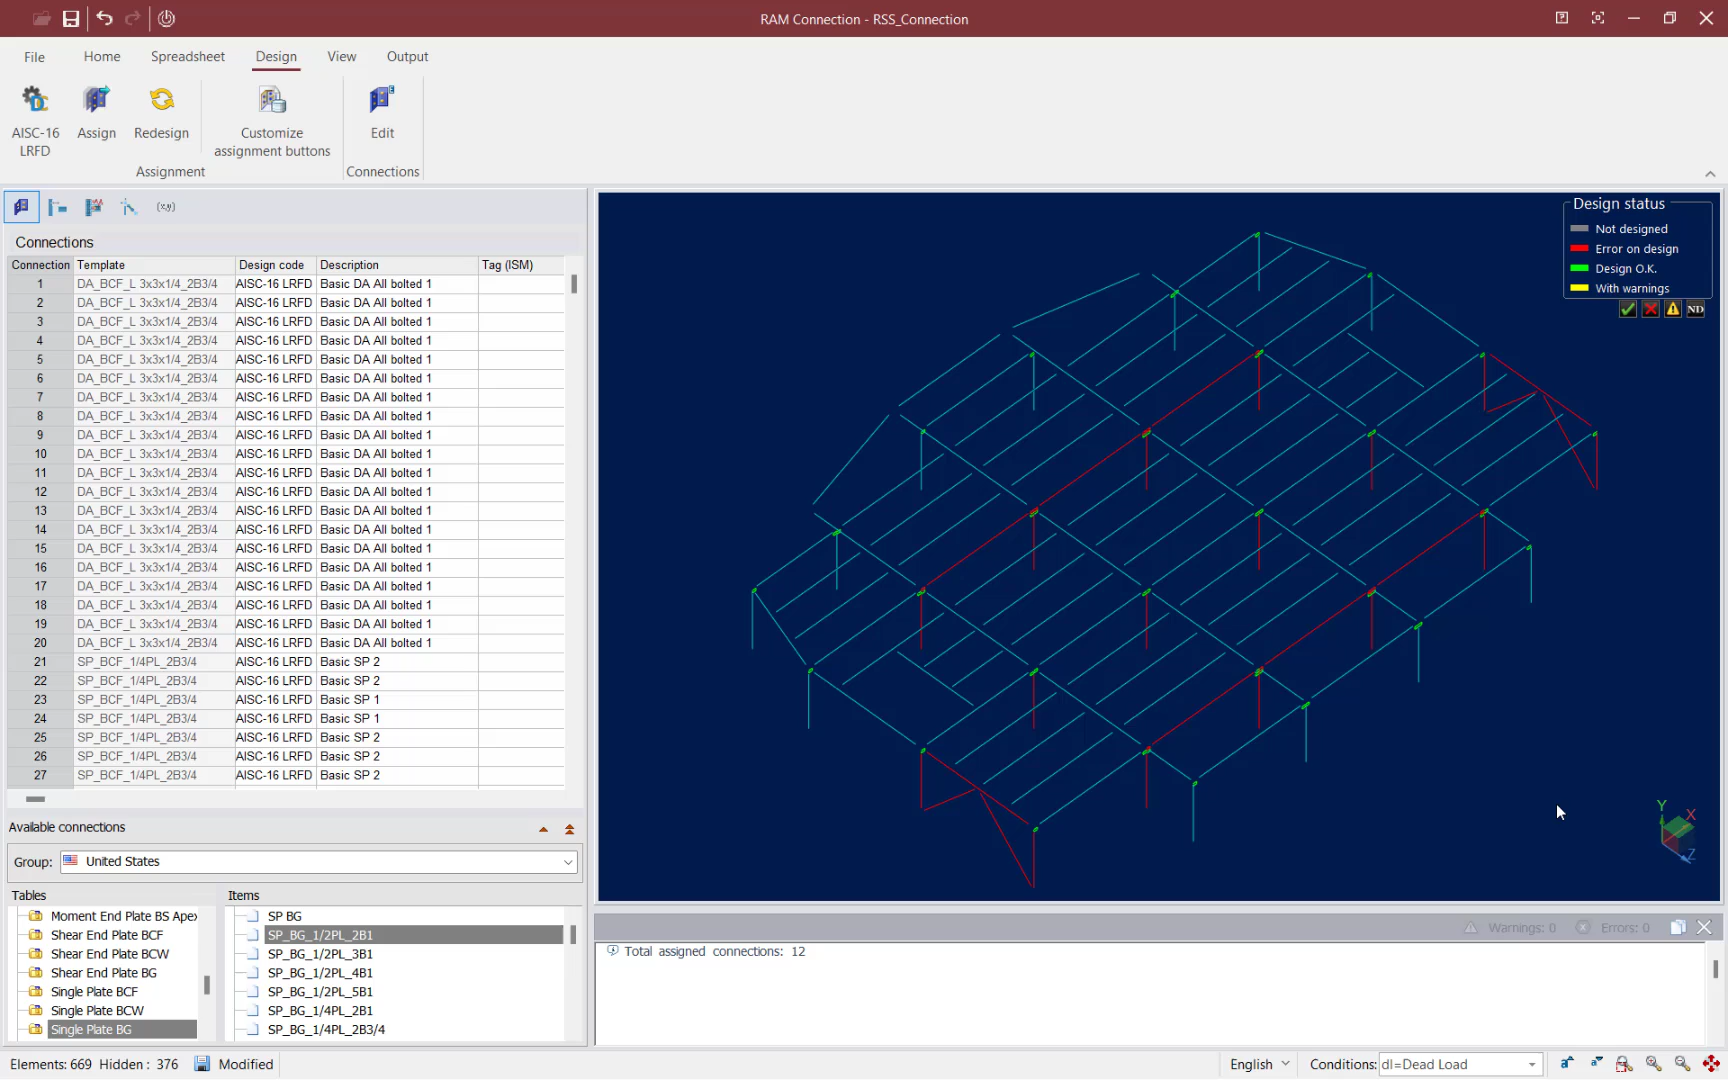 RAM Connection - RSS_Connection
File Home Spreadsheet Design View Output
AISC-16 LRFD
Assign
Redesign
Customize assignment buttons
Edit
Assignment
Connections
(x,y)
Connections
Connection Template Design code Description Tag (ISM)
1 DA_BCF_L 3x3x1/4_2B3/4 AISC-16 LRFD Basic DA All bolted 1
2 DA_BCF_L 3x3x1/4_2B3/4 AISC-16 LRFD Basic DA All bolted 1
3 DA_BCF_L 3x3x1/4_2B3/4 AISC-16 LRFD Basic DA All bolted 1
4 DA_BCF_L 3x3x1/4_2B3/4 AISC-16 LRFD Basic DA All bolted 1
5 DA_BCF_L 3x3x1/4_2B3/4 AISC-16 LRFD Basic DA All bolted 1
6 DA_BCF_L 3x3x1/4_2B3/4 AISC-16 LRFD Basic DA All bolted 1
7 DA_BCF_L 3x3x1/4_2B3/4 AISC-16 LRFD Basic DA All bolted 1
8 DA_BCF_L 3x3x1/4_2B3/4 AISC-16 LRFD Basic DA All bolted 1
9 DA_BCF_L 3x3x1/4_2B3/4 AISC-16 LRFD Basic DA All bolted 1
10 DA_BCF_L 3x3x1/4_2B3/4 AISC-16 LRFD Basic DA All bolted 1
11 DA_BCF_L 3x3x1/4_2B3/4 AISC-16 LRFD Basic DA All bolted 1
12 DA_BCF_L 3x3x1/4_2B3/4 AISC-16 LRFD Basic DA All bolted 1
13 DA_BCF_L 3x3x1/4_2B3/4 AISC-16 LRFD Basic DA All bolted 1
14 DA_BCF_L 3x3x1/4_2B3/4 AISC-16 LRFD Basic DA All bolted 1
15 DA_BCF_L 3x3x1/4_2B3/4 AISC-16 LRFD Basic DA All bolted 1
16 DA_BCF_L 3x3x1/4_2B3/4 AISC-16 LRFD Basic DA All bolted 1
17 DA_BCF_L 3x3x1/4_2B3/4 AISC-16 LRFD Basic DA All bolted 1
18 DA_BCF_L 3x3x1/4_2B3/4 AISC-16 LRFD Basic DA All bolted 1
19 DA_BCF_L 3x3x1/4_2B3/4 AISC-16 LRFD Basic DA All bolted 1
20 DA_BCF_L 3x3x1/4_2B3/4 AISC-16 LRFD Basic DA All bolted 1
21 SP_BCF_1/4PL_2B3/4 AISC-16 LRFD Basic SP 2
22 SP_BCF_1/4PL_2B3/4 AISC-16 LRFD Basic SP 2
23 SP_BCF_1/4PL_2B3/4 AISC-16 LRFD Basic SP 1
24 SP_BCF_1/4PL_2B3/4 AISC-16 LRFD Basic SP 1
25 SP_BCF_1/4PL_2B3/4 AISC-16 LRFD Basic SP 2
26 SP_BCF_1/4PL_2B3/4 AISC-16 LRFD Basic SP 2
27 SP_BCF_1/4PL_2B3/4 AISC-16 LRFD Basic SP 2
Available connections
Group: United States
Tables
Moment End Plate BS Apex
Shear End Plate BCF
Shear End Plate BCW
Shear End Plate BG
Single Plate BCF
Single Plate BCW
Single Plate BG
Items
SP BG
SP_BG_1/2PL_2B1
SP_BG_1/2PL_3B1
SP_BG_1/2PL_4B1
SP_BG_1/2PL_5B1
SP_BG_1/4PL_2B1
SP_BG_1/4PL_2B3/4
Design status
Not designed
Error on design
Design O.K.
With warnings
ND
Y
X
Z
Warnings: 0 Errors: 0
Total assigned connections: 12
Elements: 669 Hidden : 376 Modified
English Conditions: dl=Dead Load